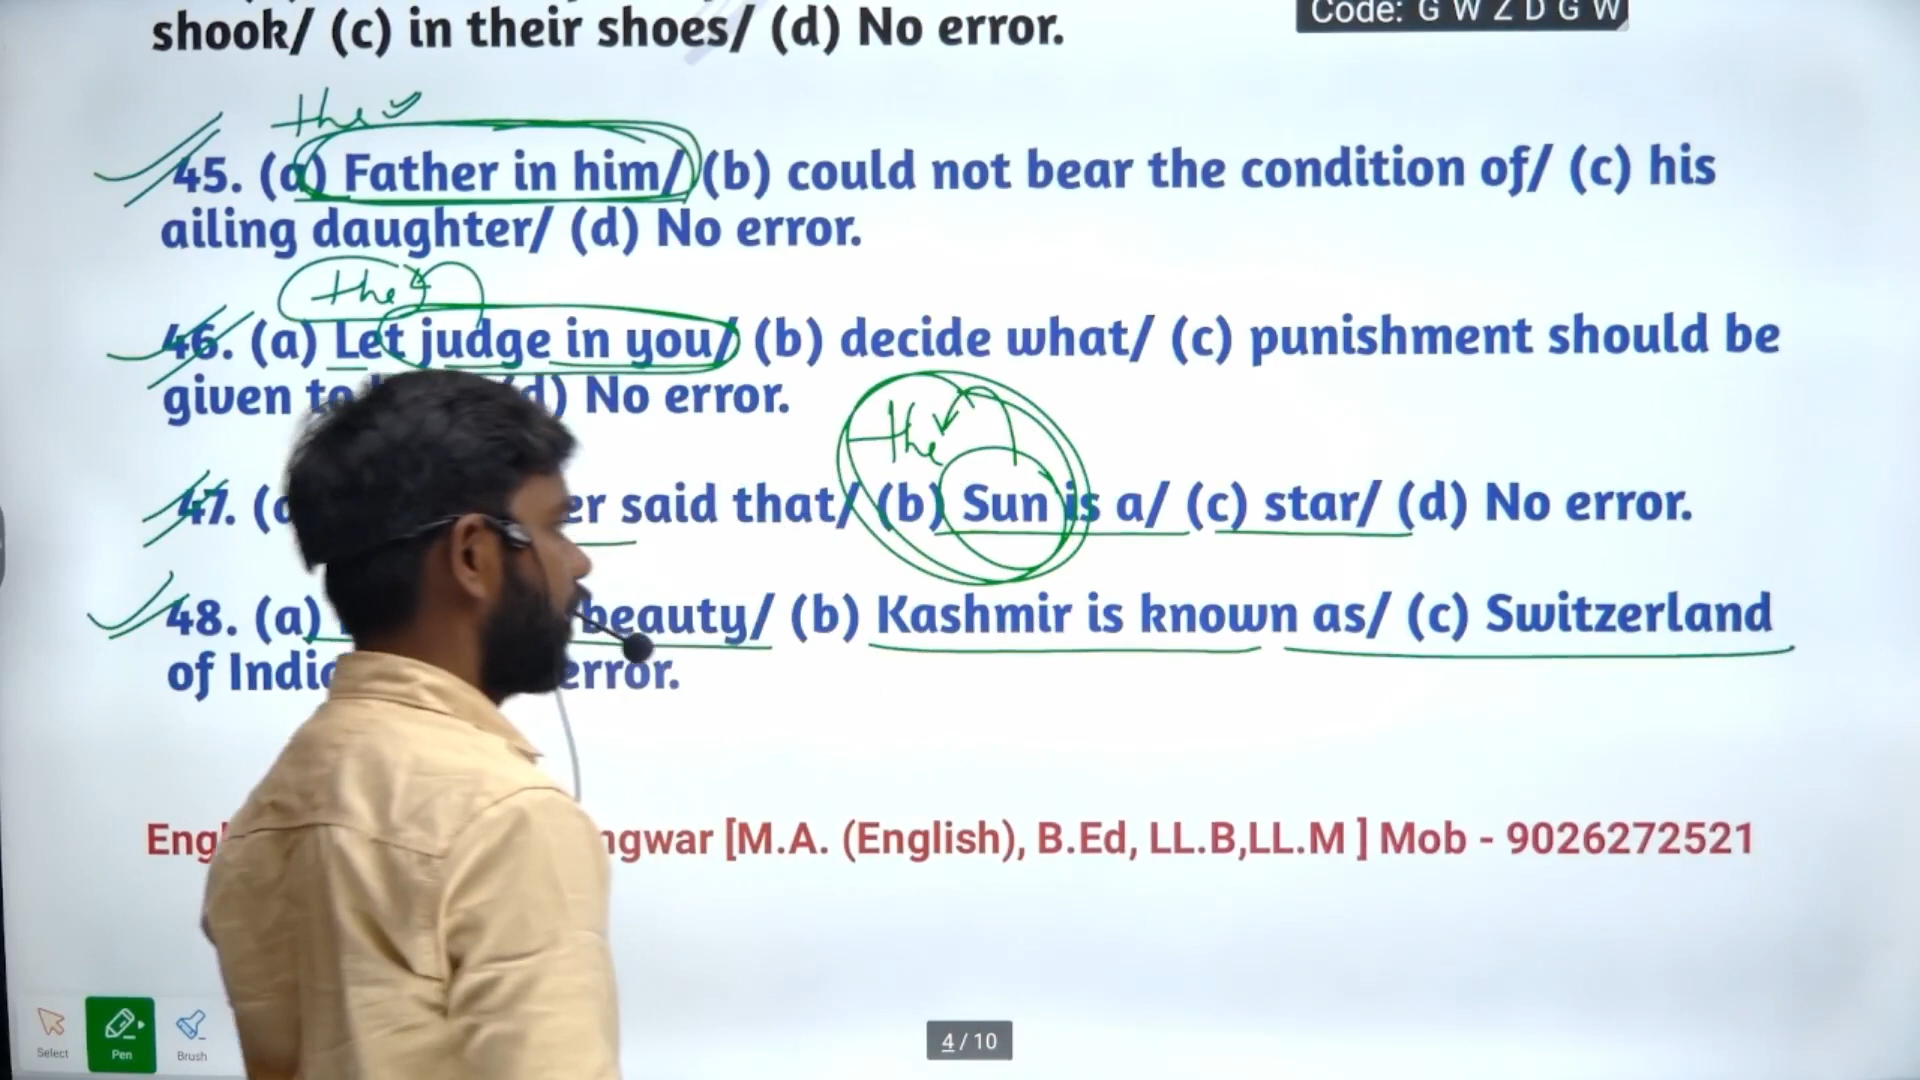 shook/ (c) in their shoes/ (d) No error.
Code: G W Z D G W
the
45. (a) Father in him/ (b) could not bear the condition of/ (c) his
ailing daughter/ (d) No error.
the
46. (a) Let judge in you/ (b) decide what/ (c) punishment should be
given to d) No error.
the
47. er said that/ (b) Sun is a/ (c) star/ (d) No error.
48. (a) beauty/ (b) Kashmir is known as/ (c) Switzerland
of error.
ngwar [M.A. (English), B.Ed, LL.B,LL.M ] Mob - 9026272521
Select
Pen
Brush
4 / 10